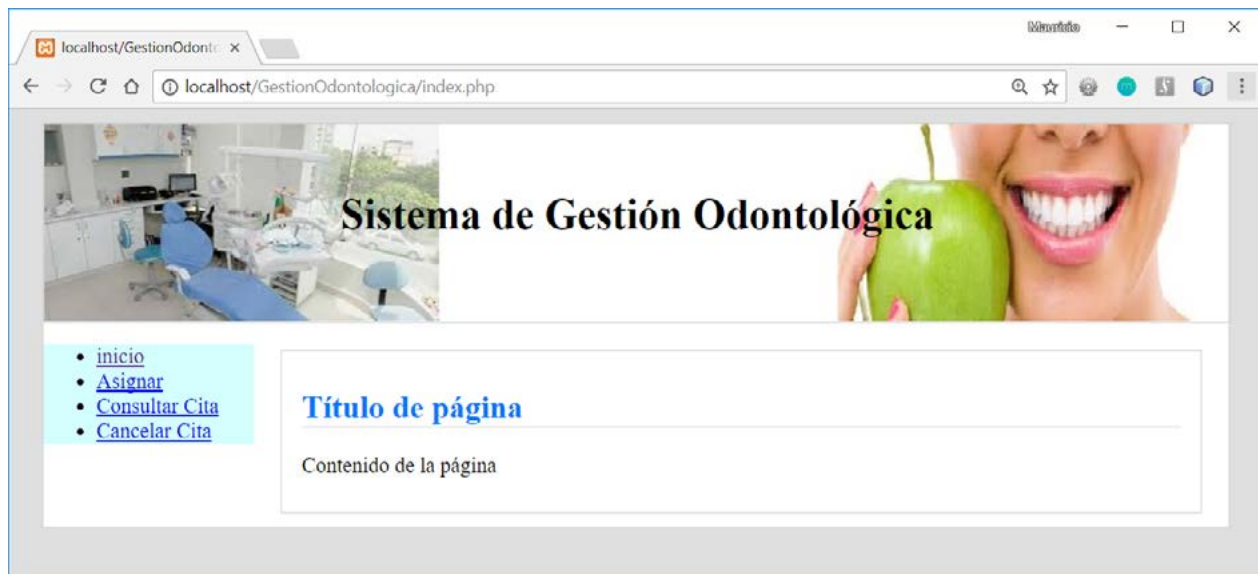 Mauricio
localhost/GestionOdonto
localhost/GestionOdontologica/index.php
Sistema de Gestión Odontológica
inicio
Asignar
Consultar Cita
Cancelar Cita
Título de página
Contenido de la página